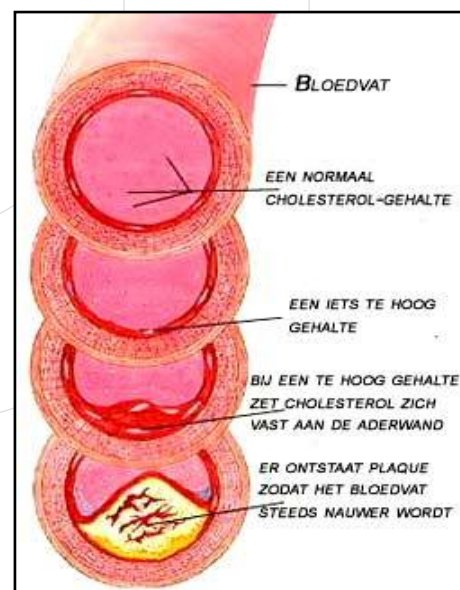 BLOEDVAT
EEN NORMAAL
CHOLESTEROL-GEHALTE
EEN IETS TE HOOG
GEHALTE
BIJ EEN TE HOOG GEHALTE
ZET CHOLESTEROL ZICH
VAST AAN DE ADERWAND
ER ONTSTAAT PLAQUE
ZODAT HET BLOEDVAT
STEEDS NAUWER WORDT